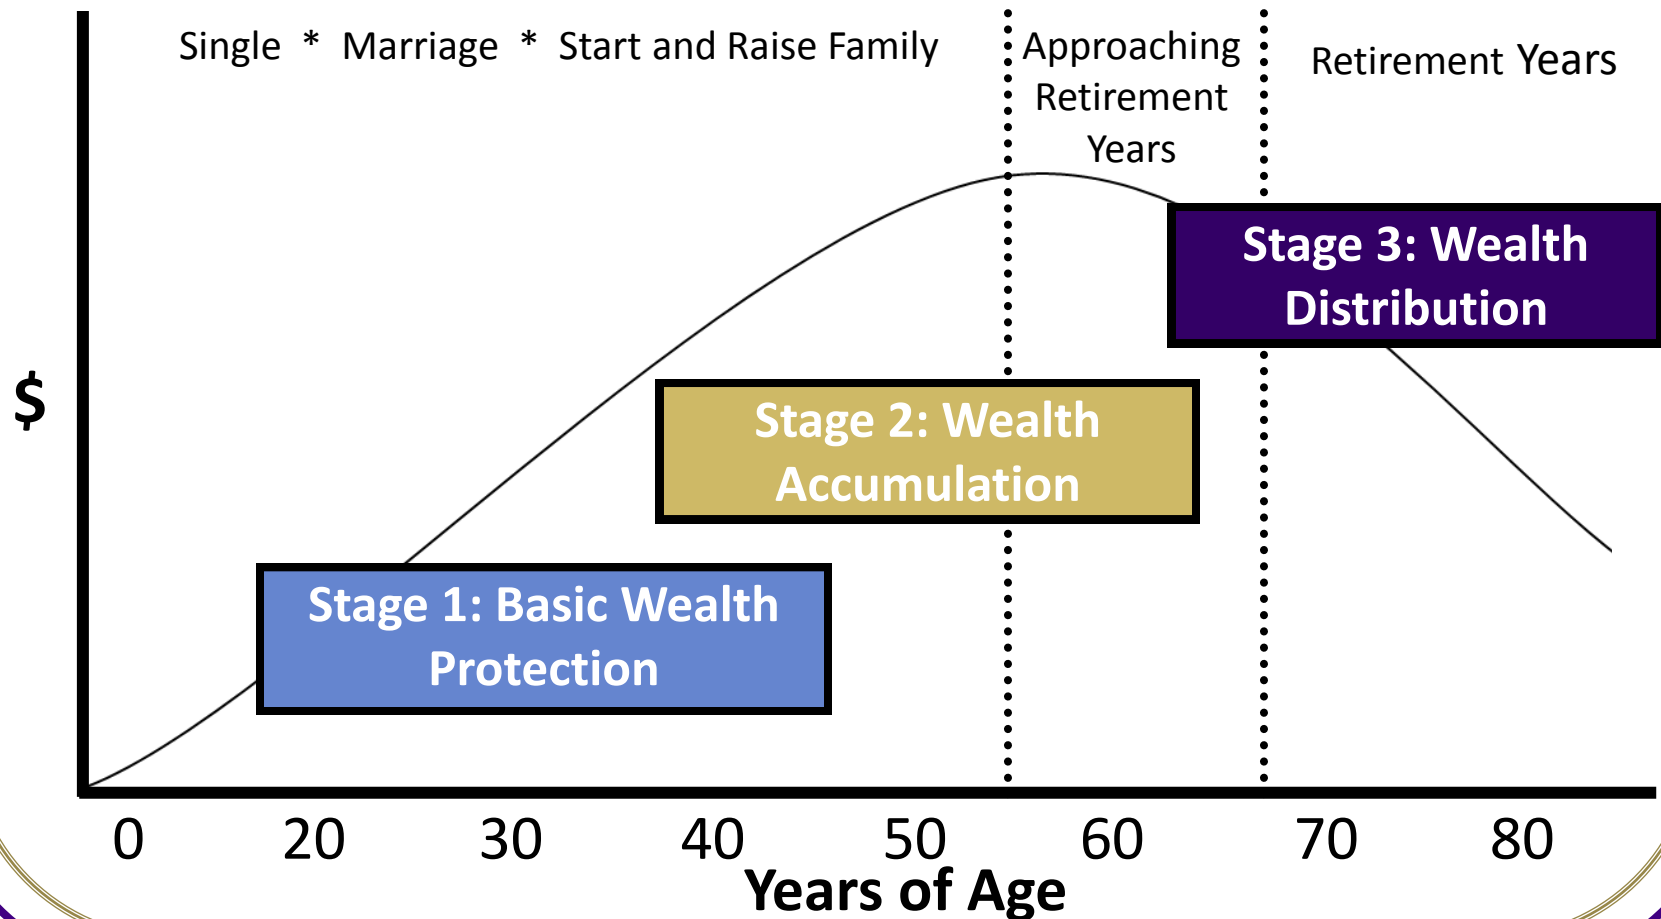 Single * Marriage * Start and Raise Family
Approaching
Retirement
Years
Retirement Years
Stage 3: Wealth
Distribution
$
Stage 2: Wealth
Accumulation
Stage 1: Basic Wealth
Protection
0 20 30 40 50 60 70 80
Years of Age